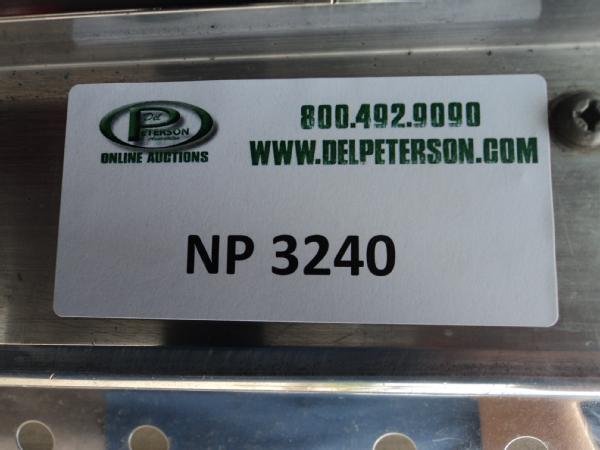 Del
PETERSON
ONLINE AUCTIONS
800.492.9090
WWW.DELPETERSON.COM
NP 3240